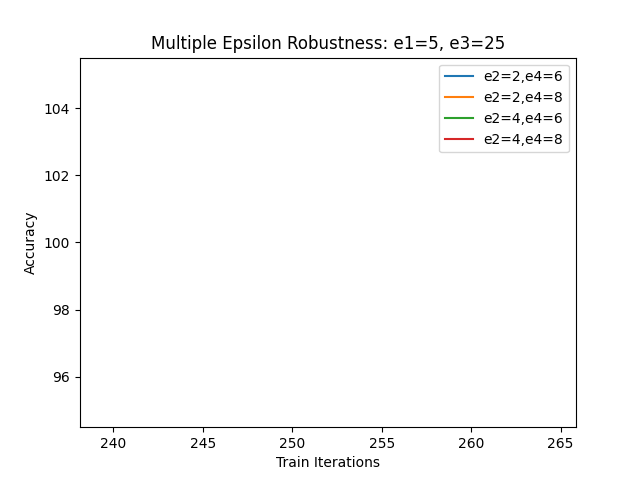 Multiple Epsilon Robustness: e1=5, e3=25
e2=2,e4=6
e2=2,e4=8
e2=4,e4=6
e2=4,e4=8
104
102
100
98
96
Accuracy
240 245 250 255 260 265
Train Iterations